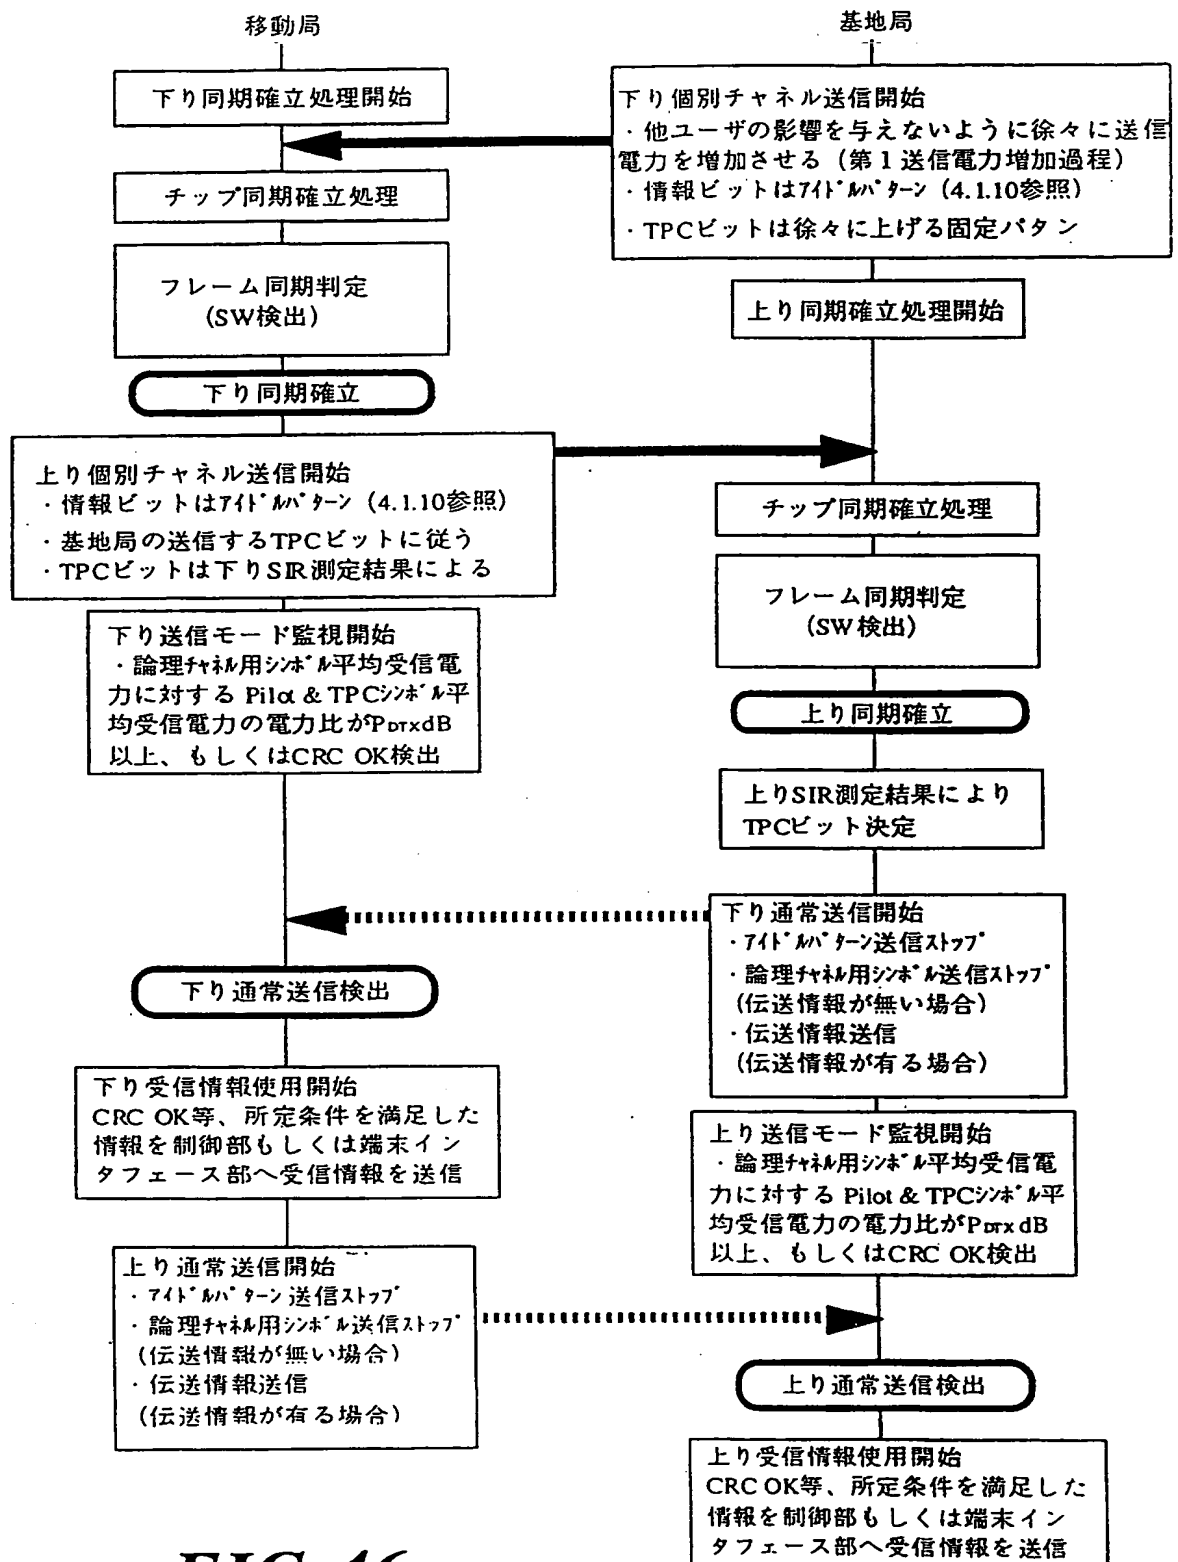 移動局
下り同期確立処理開始
チップ同期確立処理
フレーム同期判定
(SW検出)
下り同期確立
上り個別チャネル送信開始
・情報ビットはｱｲﾄﾞﾙﾊﾟﾀｰﾝ (4.1.10参照)
・基地局の送信するTPCビットに従う
・TPCビットは下りSIR測定結果による
下り送信モード監視開始
・論理ﾁｬﾈﾙ用ｼﾝﾎﾞﾙ平均受信電
力に対する Pilot & TPCｼﾝﾎﾞﾙ平
均受信電力の電力比がPDTXdB
以上、もしくはCRC OK検出
下り通常送信検出
下り受信情報使用開始
CRC OK等、所定条件を満足した
情報を制御部もしくは端末イン
タフェース部へ受信情報を送信
上り通常送信開始
・ｱｲﾄﾞﾙﾊﾟﾀｰﾝ送信ｽﾄｯﾌﾟ
・論理ﾁｬﾈﾙ用ｼﾝﾎﾞﾙ送信ｽﾄｯﾌﾟ
(伝送情報が無い場合)
・伝送情報送信
(伝送情報が有る場合)
基地局
下り個別チャネル送信開始
・他ユーザの影響を与えないように徐々に送信
電力を増加させる (第1送信電力増加過程)
・情報ビットはｱｲﾄﾞﾙﾊﾟﾀｰﾝ (4.1.10参照)
・TPCビットは徐々に上げる固定パタン
上り同期確立処理開始
チップ同期確立処理
フレーム同期判定
(SW検出)
上り同期確立
上りSIR測定結果により
TPCビット決定
下り通常送信開始
・ｱｲﾄﾞﾙﾊﾟﾀｰﾝ送信ｽﾄｯﾌﾟ
・論理ﾁｬﾈﾙ用ｼﾝﾎﾞﾙ送信ｽﾄｯﾌﾟ
(伝送情報が無い場合)
・伝送情報送信
(伝送情報が有る場合)
上り送信モード監視開始
・論理ﾁｬﾈﾙ用ｼﾝﾎﾞﾙ平均受信電
力に対する Pilot & TPCｼﾝﾎﾞﾙ平
均受信電力の電力比がPDTXdB
以上、もしくはCRC OK検出
上り通常送信検出
上り受信情報使用開始
CRC OK等、所定条件を満足した
情報を制御部もしくは端末イン
タフェース部へ受信情報を送信
FIG. 46